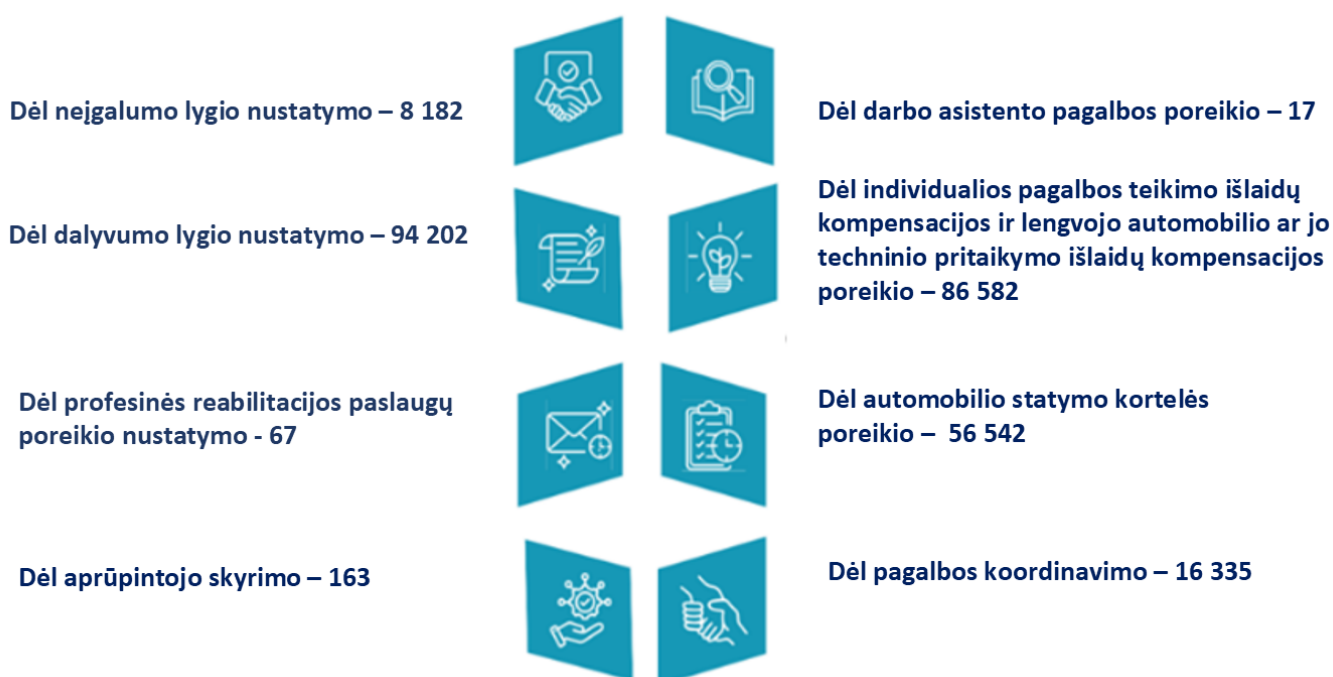 Dėl neįgalumo lygio nustatymo – 8 182
Dėl dalyvumo lygio nustatymo – 94 202
Dėl profesinės reabilitacijos paslaugų
poreikio nustatymo - 67
Dėl aprūpintojo skyrimo – 163
Dėl darbo asistento pagalbos poreikio – 17
Dėl individualios pagalbos teikimo išlaidų
kompensacijos ir lengvojo automobilio ar jo
techninio pritaikymo išlaidų kompensacijos
poreikio – 86 582
Dėl automobilio statymo kortelės
poreikio – 56 542
Dėl pagalbos koordinavimo – 16 335